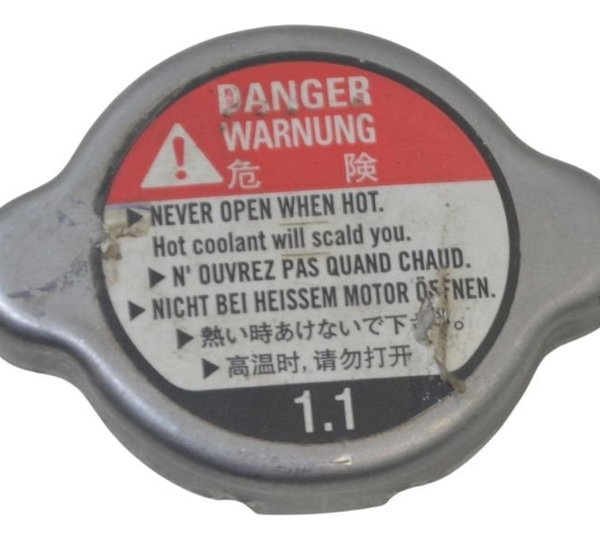 DANGER
WARNUNG
危 険
▶ NEVER OPEN WHEN HOT.
Hot coolant will scald you.
▶ N' OUVREZ PAS QUAND CHAUD.
▶ NICHT BEI HEISSEM MOTOR ÖFFNEN.
▶ 熱い時あけないで下
▶ 高温时,请勿打开
1.1